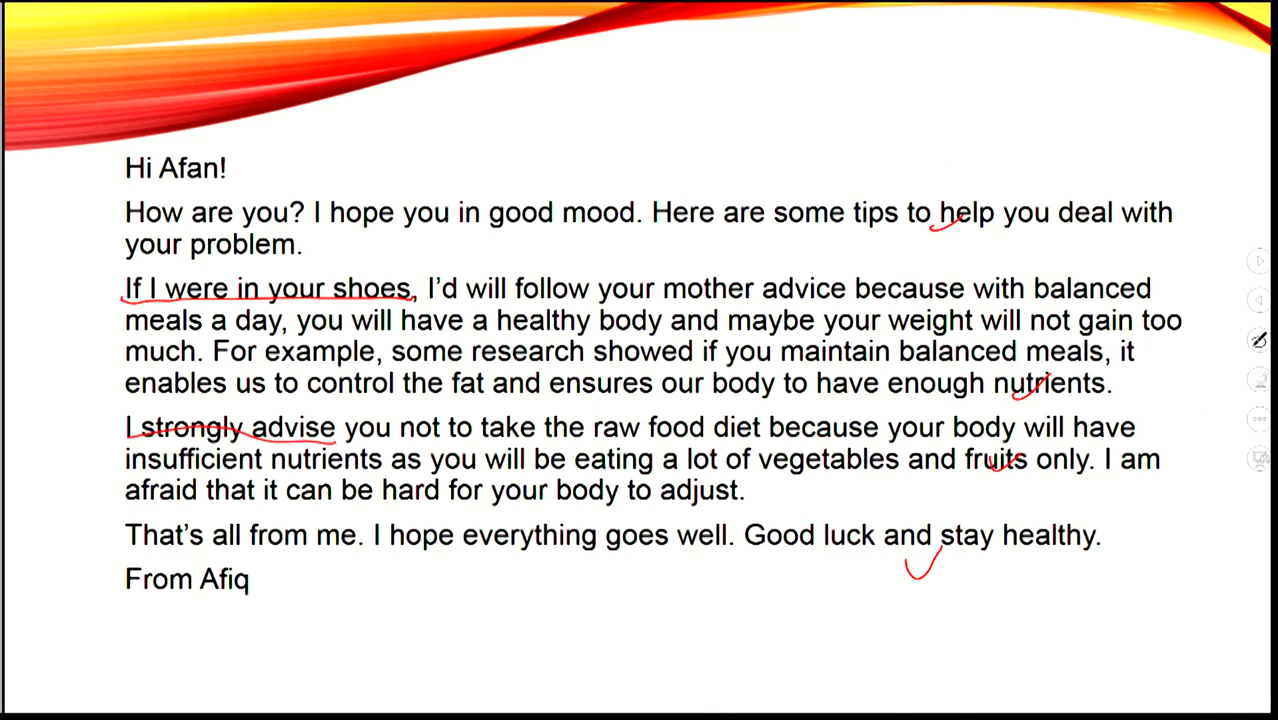 Hi Afan!
How are you? I hope you in good mood. Here are some tips to help you deal with
your problem.
If I were in your shoes, I’d will follow your mother advice because with balanced
meals a day, you will have a healthy body and maybe your weight will not gain too
much. For example, some research showed if you maintain balanced meals, it
enables us to control the fat and ensures our body to have enough nutrients.
I strongly advise you not to take the raw food diet because your body will have
insufficient nutrients as you will be eating a lot of vegetables and fruits only. I am
afraid that it can be hard for your body to adjust.
That’s all from me. I hope everything goes well. Good luck and stay healthy.
From Afiq